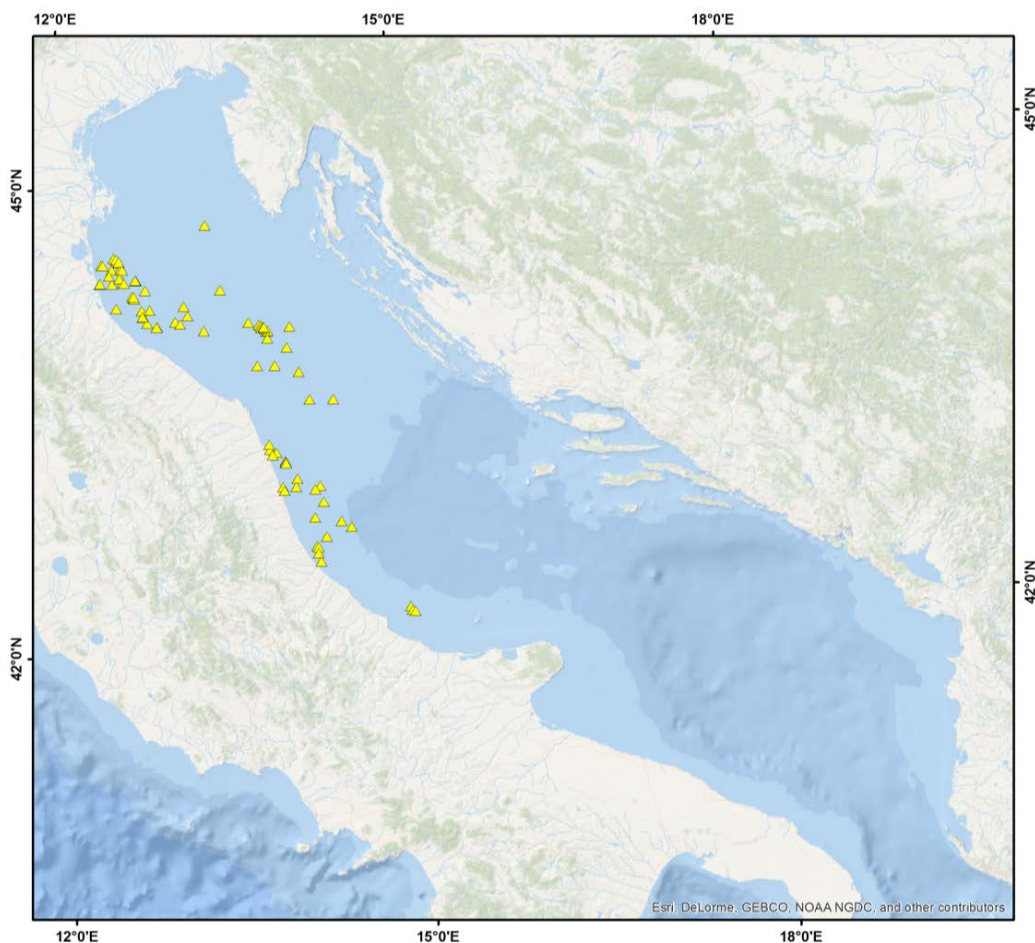 12°0'E 15°0'E 18°0'E
45°0'N
45°0'N
42°0'N
42°0'N
Esri, DeLorme, GEBCO, NOAA NGDC, and other contributors
12°0'E 15°0'E 18°0'E